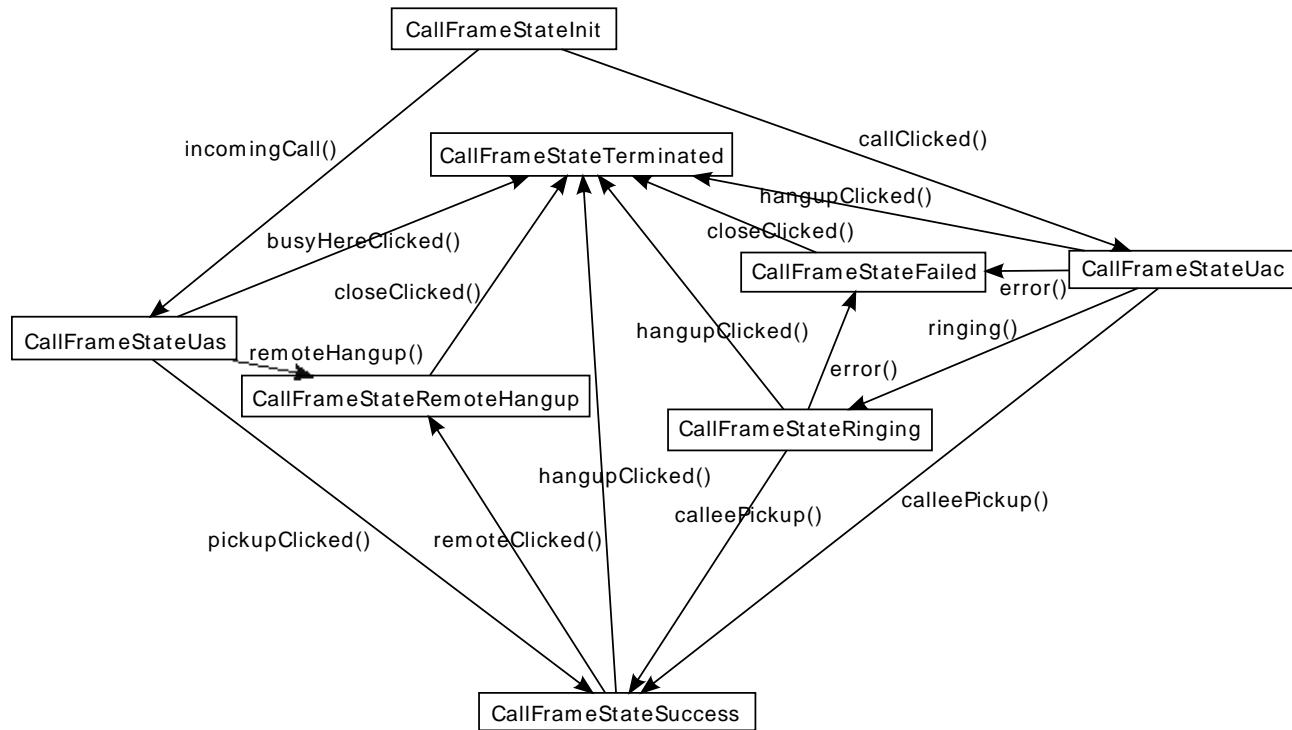 CallFrameStateInit
incomingCall()
callClicked()
CallFrameStateTerminated
hangupClicked()
closeClicked()
busyHereClicked()
CallFrameStateFailed
CallFrameStateUac
closeClicked()
error()
CallFrameStateUas
hangupClicked()
ringing()
remoteHangup()
error()
CallFrameStateRemoteHangup
CallFrameStateRinging
hangupClicked()
calleePickup()
calleePickup()
pickupClicked()
remoteClicked()
CallFrameStateSuccess